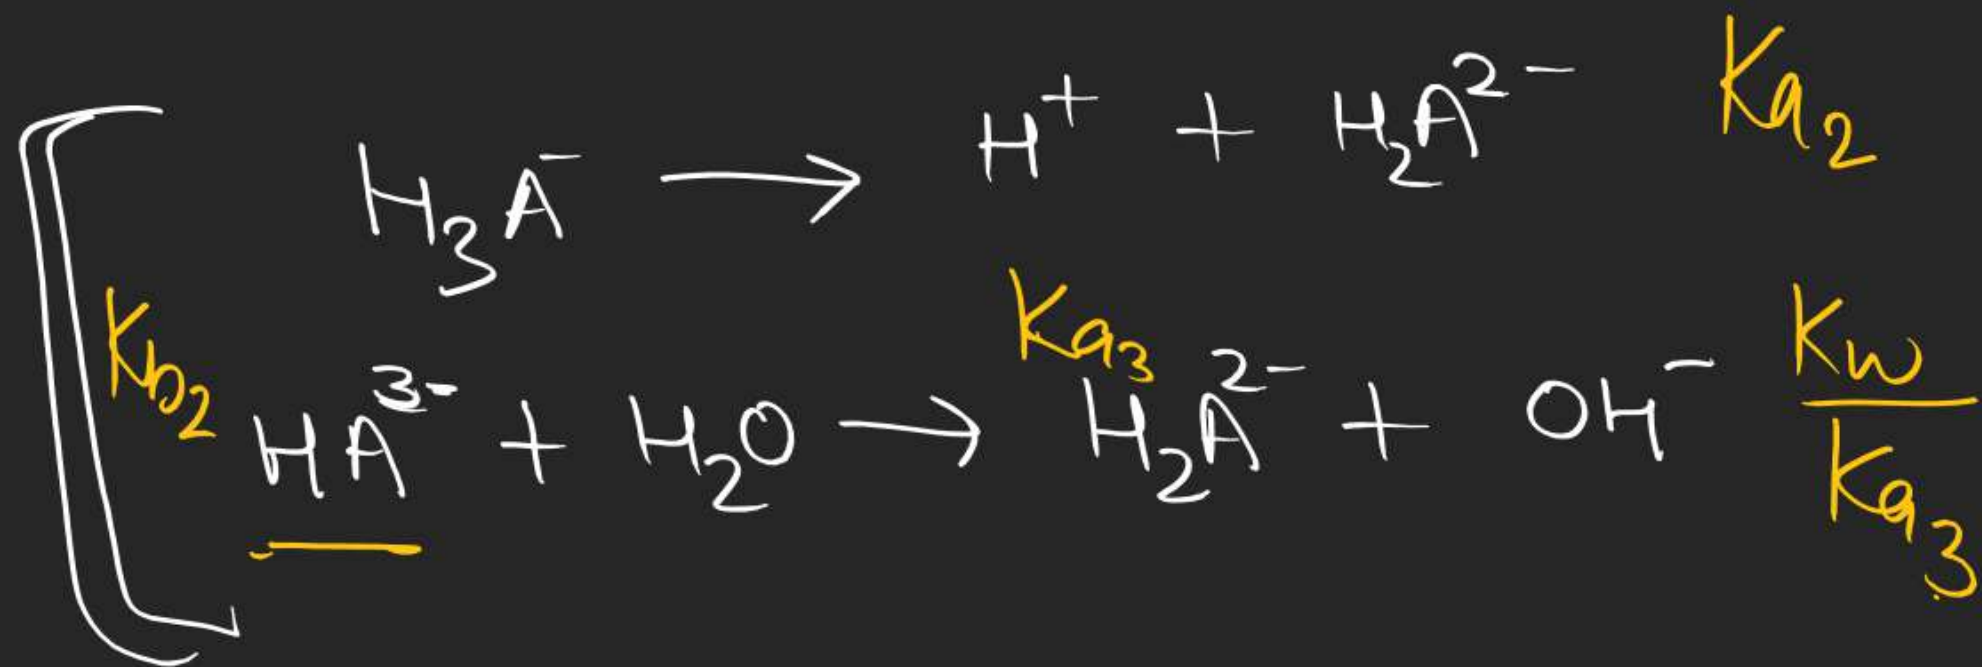 H₃A⁻ → H⁺ + H₂A²⁻ Ka₂
Kb₂ HA³⁻ + H₂O → Ka₃ H₂A²⁻ + OH⁻ Kw/Ka₃